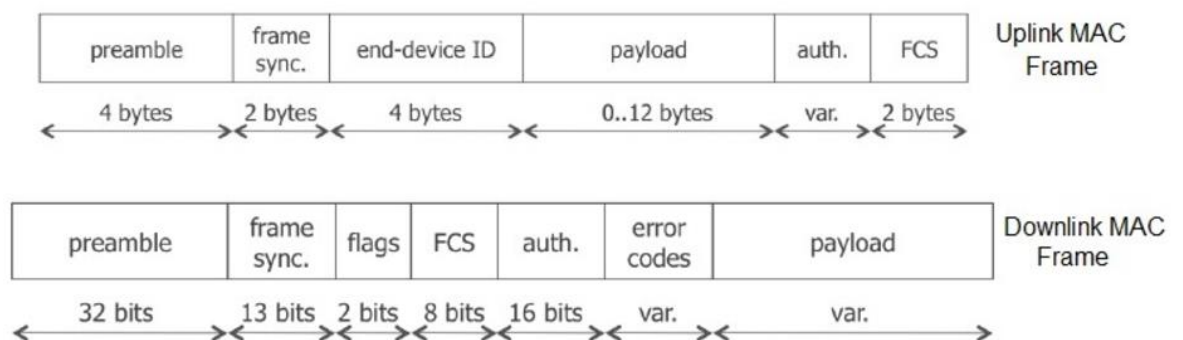 preamble
frame
sync.
end-device ID
payload
auth.
FCS
Uplink MAC
Frame
4 bytes
2 bytes
4 bytes
0..12 bytes
var.
2 bytes
preamble
frame
sync.
flags
FCS
auth.
error
codes
payload
Downlink MAC
Frame
32 bits
13 bits
2 bits
8 bits
16 bits
var.
var.